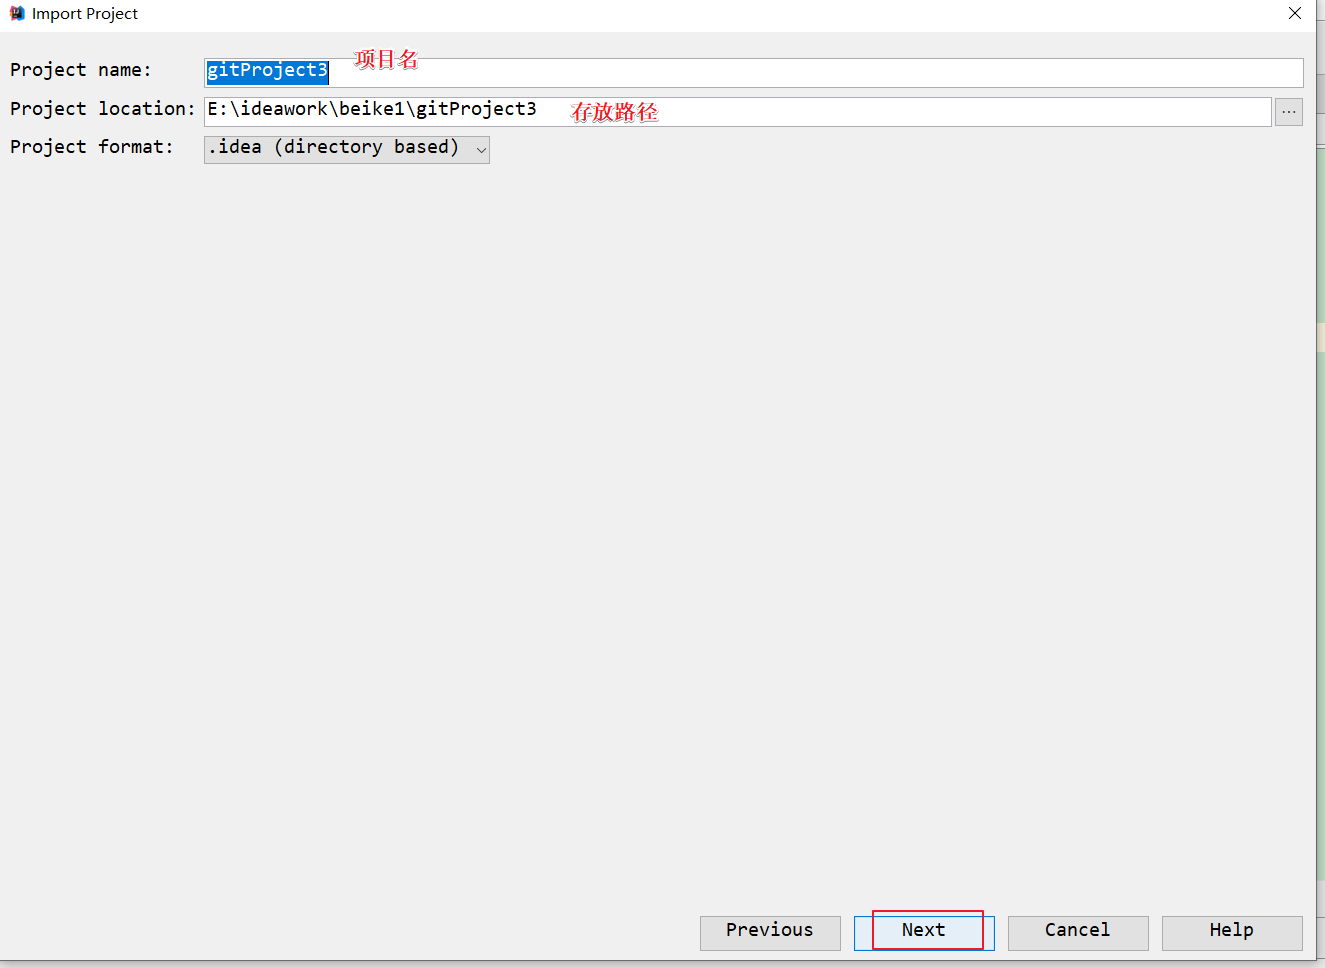 Import Project
Project name: gitProject3 项目名
Project location: E:\ideawork\beike1\gitProject3 存放路径 ...
Project format: .idea (directory based)
Previous Next Cancel Help